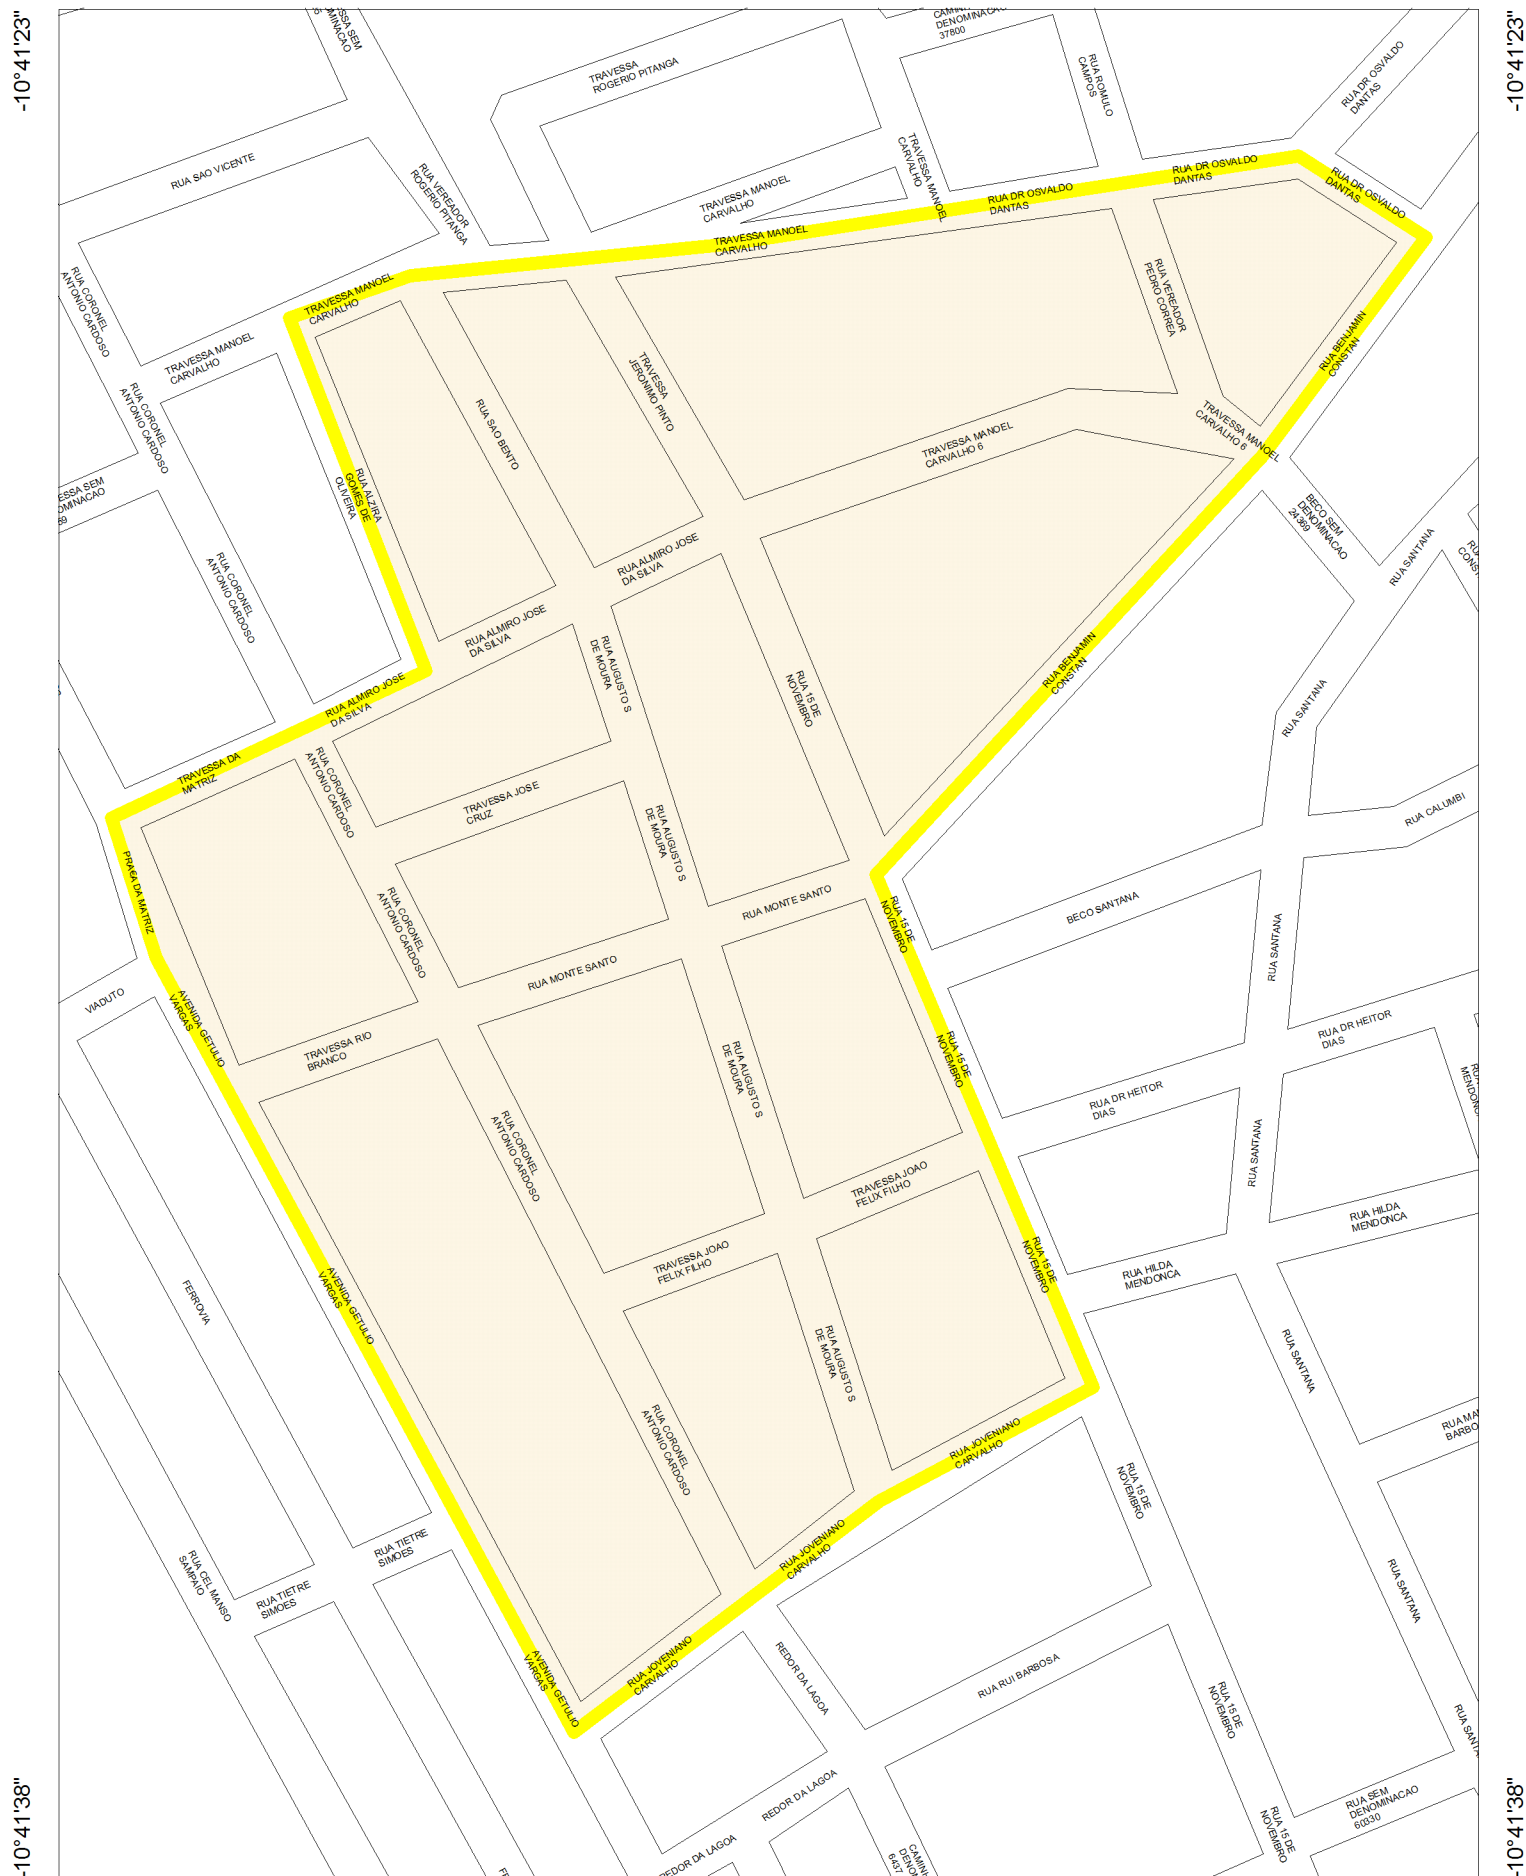 -10°41'23"
-10°41'23"
DENOMINACAO
37800
TRAVESSA
ROGERIO PITANGA
RUA ROMULO
CAMPOS
RUA DR OSVALDO
DANTAS
RUA SAO VICENTE
RUA VEREADOR
ROGERIO PITANGA
TRAVESSA MANOEL
CARVALHO
TRAVESSA MANOEL
CARVALHO
RUA DR OSVALDO
DANTAS
RUA DR OSVALDO
DANTAS
RUA DR OSVALDO
DANTAS
TRAVESSA MANOEL
CARVALHO
TRAVESSA MANOEL
CARVALHO
RUA CORONEL
ANTONIO CARDOSO
RUA VEREADOR
PEDRO CORREA
RUA BENJAMIN
CONSTAN
TRAVESSA MANOEL
CARVALHO
RUA CORONEL
ANTONIO CARDOSO
TRAVESSA
JERONIMO PINTO
RUA SAO BENTO
TRAVESSA MANOEL
CARVALHO 6
TRAVESSA MANOEL
CARVALHO 6
RUA ALZIRA
GOMES DE
OLIVEIRA
BECO SEM
DENOMINACAO
24369
RUA SANTANA
RUA ALMIRO JOSE
DA SILVA
RUA CORONEL
ANTONIO CARDOSO
RUA ALMIRO JOSE
DA SILVA
RUA AUGUSTO S
DE MOURA
RUA BENJAMIN
CONSTAN
RUA 15 DE
NOVEMBRO
RUA ALMIRO JOSE
DA SILVA
RUA SANTANA
TRAVESSA DA
MATRIZ
RUA CORONEL
ANTONIO CARDOSO
TRAVESSA JOSE
CRUZ
RUA AUGUSTO S
DE MOURA
RUA CALUMBI
PRAÇA DA MATRIZ
RUA CORONEL
ANTONIO CARDOSO
RUA MONTE SANTO
RUA 15 DE
NOVEMBRO
BECO SANTANA
RUA SANTANA
RUA MONTE SANTO
VIADUTO
AVENIDA GETULIO
VARGAS
TRAVESSA RIO
BRANCO
RUA AUGUSTO S
DE MOURA
RUA 15 DE
NOVEMBRO
RUA DR HEITOR
DIAS
RUA DR HEITOR
DIAS
RUA CORONEL
ANTONIO CARDOSO
RUA SANTANA
TRAVESSA JOAO
FELIX FILHO
RUA HILDA
MENDONCA
TRAVESSA JOAO
FELIX FILHO
RUA 15 DE
NOVEMBRO
RUA HILDA
MENDONCA
FERROVIA
AVENIDA GETULIO
VARGAS
RUA AUGUSTO S
DE MOURA
RUA SANTANA
RUA CORONEL
ANTONIO CARDOSO
RUA JOVENIANO
CARVALHO
RUA 15 DE
NOVEMBRO
RUA JOVENIANO
CARVALHO
RUA TIETRE
SIMOES
RUA CEL MANSO
SAMPAIO
RUA TIETRE
SIMOES
RUA SANTANA
AVENIDA GETULIO
VARGAS
RUA JOVENIANO
CARVALHO
REDOR DA LAGOA
RUA RUI BARBOSA
RUA 15 DE
NOVEMBRO
REDOR DA LAGOA
RUA SEM
DENOMINACAO
60330
RUA 15 DE
NOVEMBRO
-10°41'38"
-10°41'38"